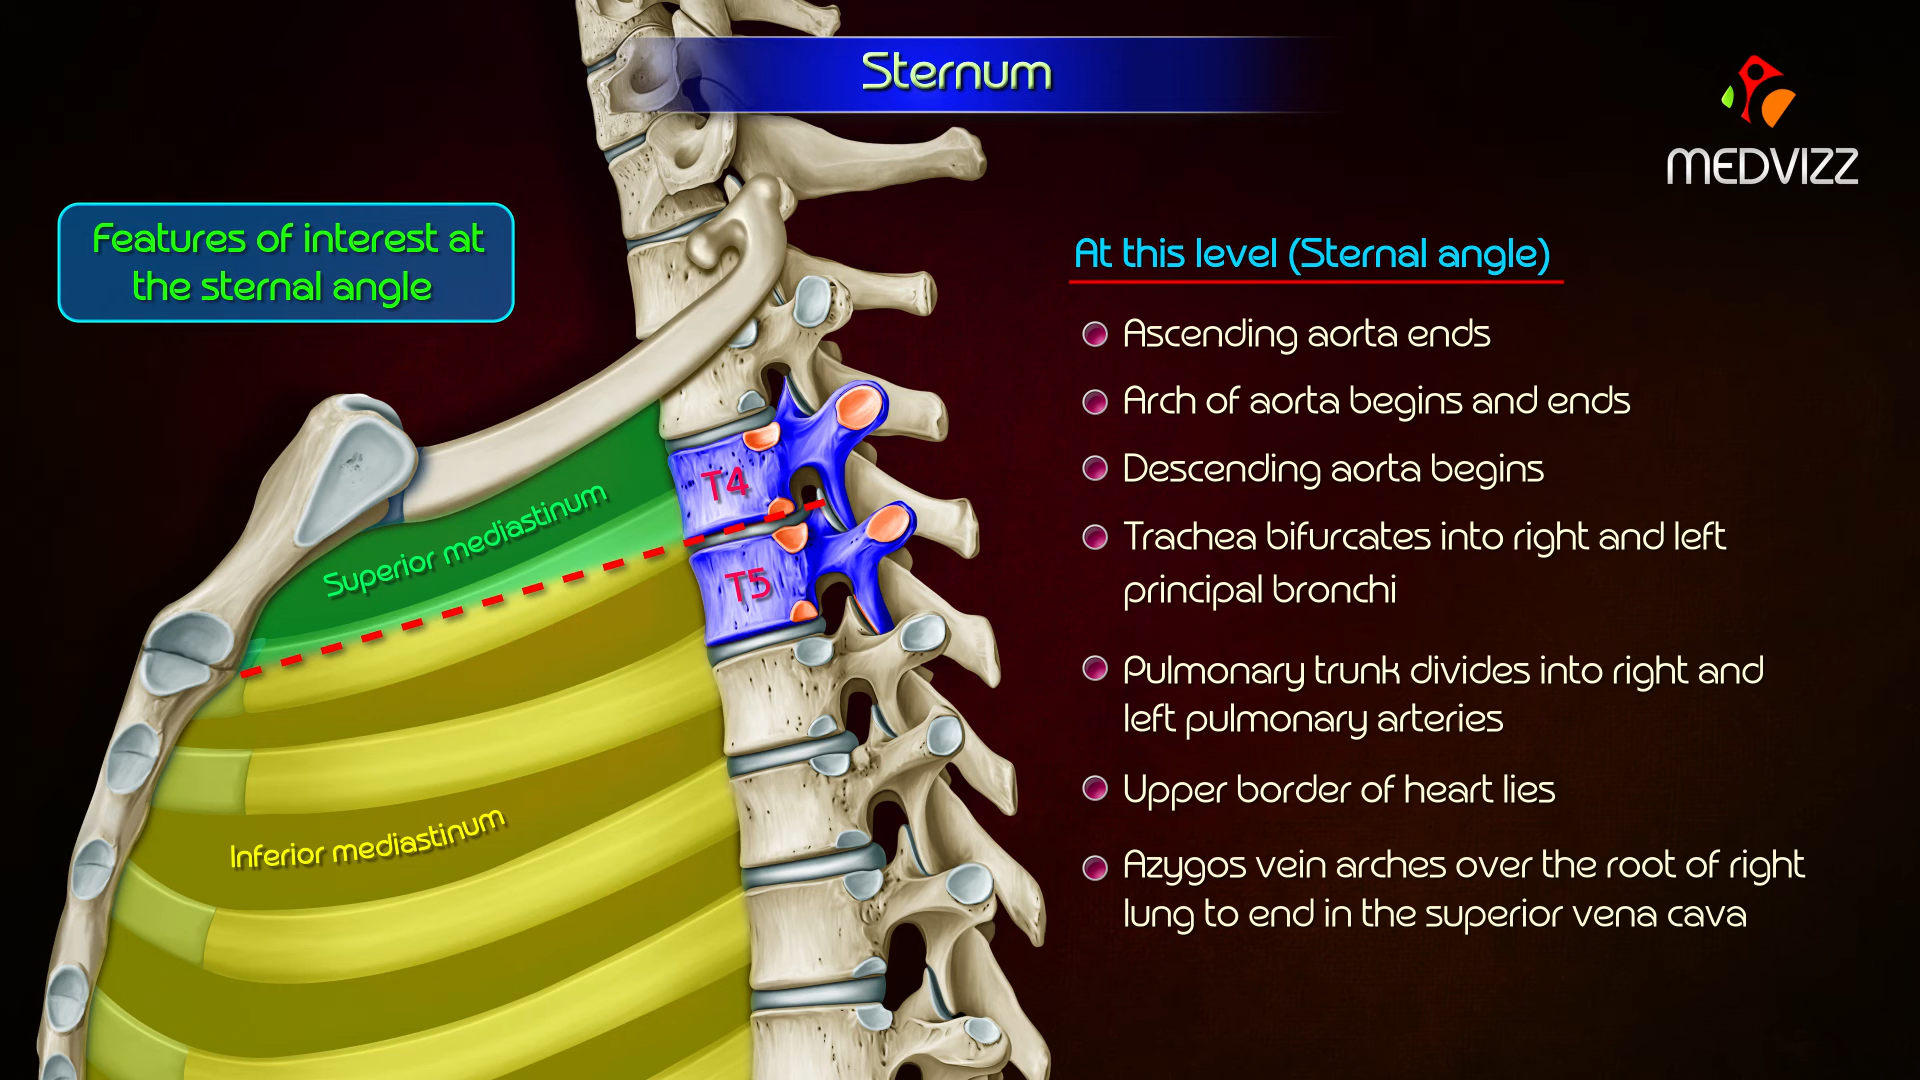 Sternum
MEDVIZZ
Features of interest at
the sternal angle
At this level (Sternal angle)
Ascending aorta ends
Arch of aorta begins and ends
Descending aorta begins
Trachea bifurcates into right and left
principal bronchi
Pulmonary trunk divides into right and
left pulmonary arteries
Upper border of heart lies
Azygos vein arches over the root of right
lung to end in the superior vena cava
T4
Superior mediastinum
T5
Inferior mediastinum